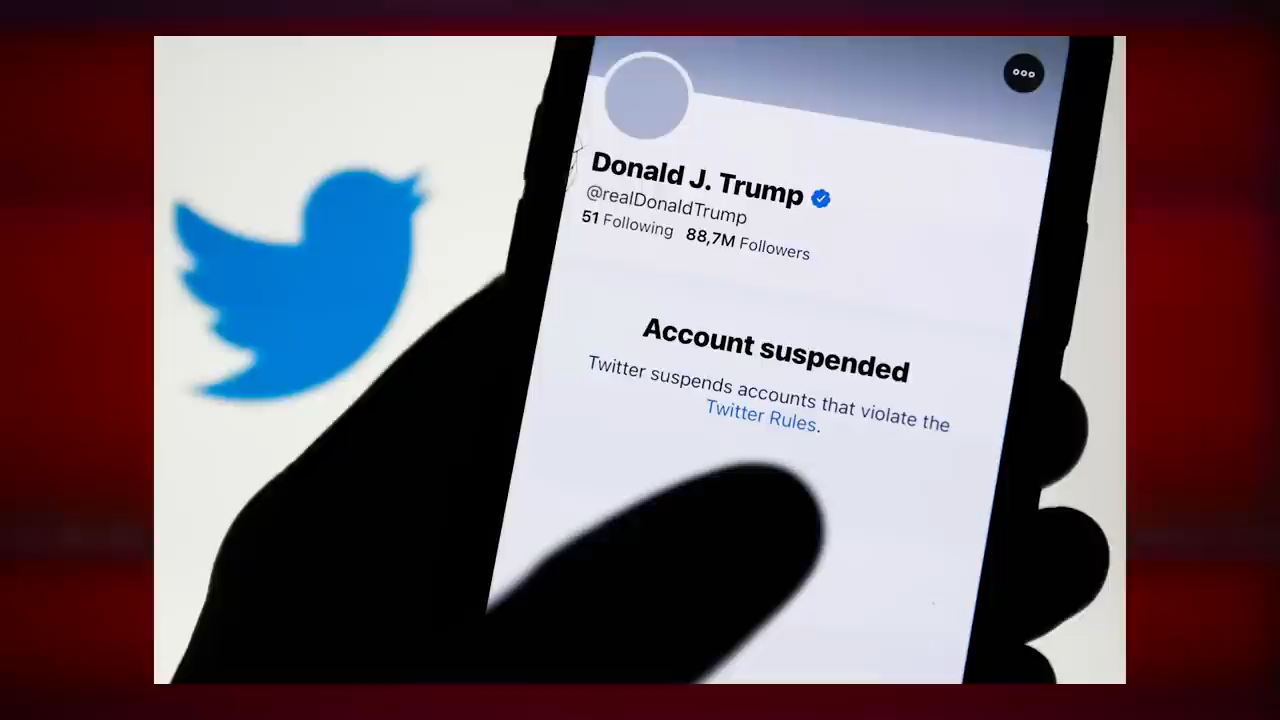 Donald J. Trump
@realDonaldTrump
51 Following 88,7M Followers
Account suspended
Twitter suspends accounts that violate the
Twitter Rules.